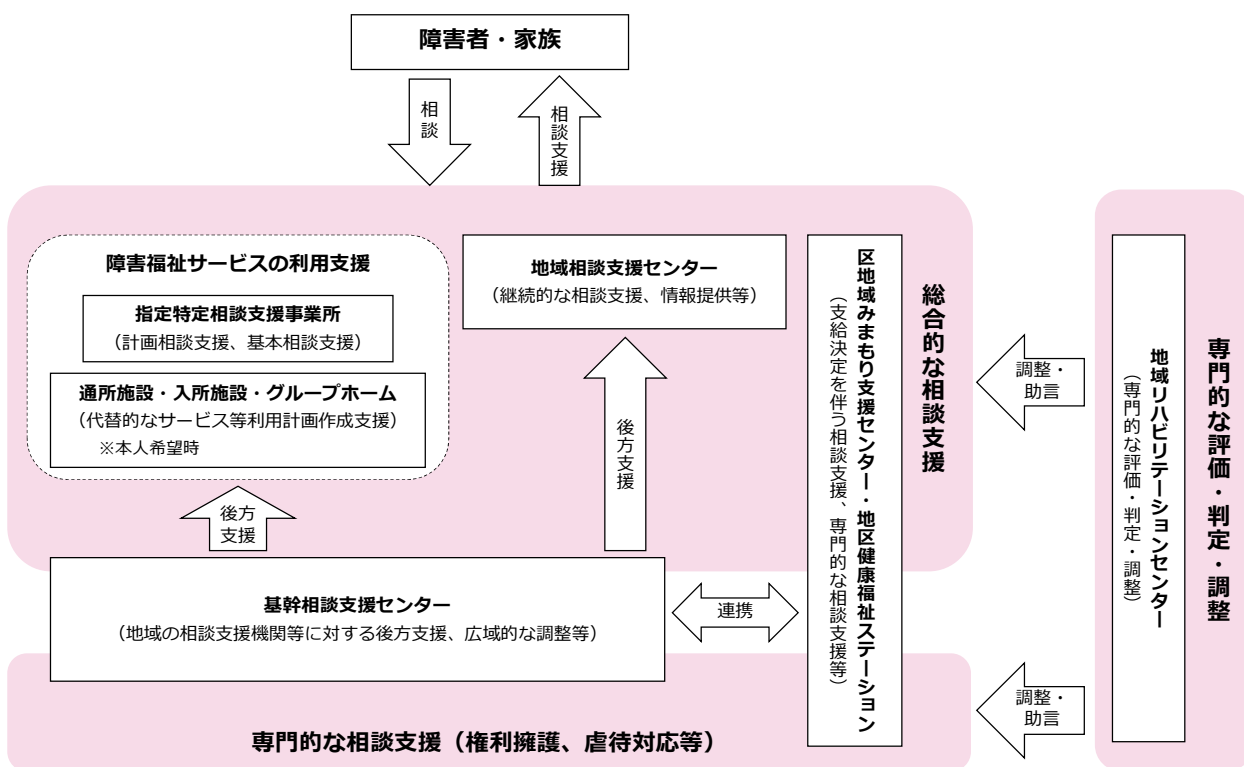 障害者・家族
相談
相談支援
障害福祉サービスの利用支援
指定特定相談支援事業所
（計画相談支援、基本相談支援）
通所施設・入所施設・グループホーム
（代替的なサービス等利用計画作成支援）
※本人希望時
地域相談支援センター
（継続的な相談支援、情報提供等）
区地域みまもり支援センター・地区健康福祉ステーション
（支給決定を伴う相談支援、専門的な相談支援等）
総合的な相談支援
後方
支援
後方支援
基幹相談支援センター
（地域の相談支援機関等に対する後方支援、広域的な調整等）
連携
専門的な相談支援（権利擁護、虐待対応等）
調整・
助言
調整・
助言
地域リハビリテーションセンター
（専門的な評価・判定・調整）
専門的な評価・判定・調整